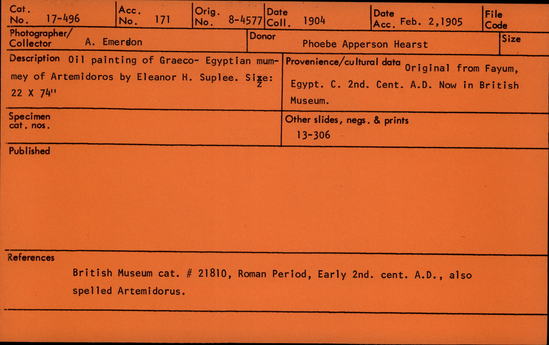 Cat. No. 17-496 Acc. No. 171 Orig. No. 8-4577 Date Coll. 1904 Date Acc. Feb. 2,1905 File Code
Photographer/Collector A. Emerson Donor Phoebe Apperson Hearst Size
Description Oil painting of Graeco- Egyptian mum-
mey of Artemidoros by Eleanor H. Suplee. Size:
22 X 74"
Provenience/cultural data Original from Fayum,
Egypt. C. 2nd. Cent. A.D. Now in British
Museum.
Specimen cat. nos.
Other slides, negs. & prints
13-306
Published
References
British Museum cat. # 21810, Roman Period, Early 2nd. cent. A.D., also
spelled Artemidorus.